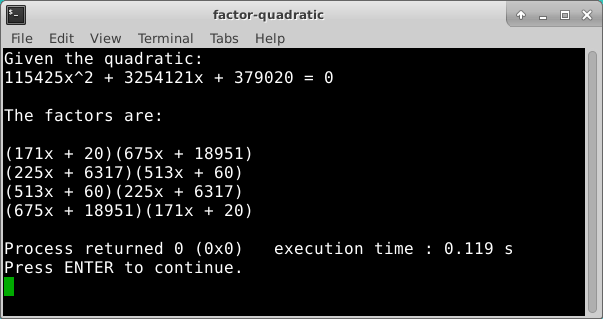 factor-quadratic
File Edit View Terminal Tabs Help
Given the quadratic:
115425x^2 + 3254121x + 379020 = 0
The factors are:
(171x + 20)(675x + 18951)
(225x + 6317)(513x + 60)
(513x + 60)(225x + 6317)
(675x + 18951)(171x + 20)
Process returned 0 (0x0)   execution time : 0.119 s
Press ENTER to continue.